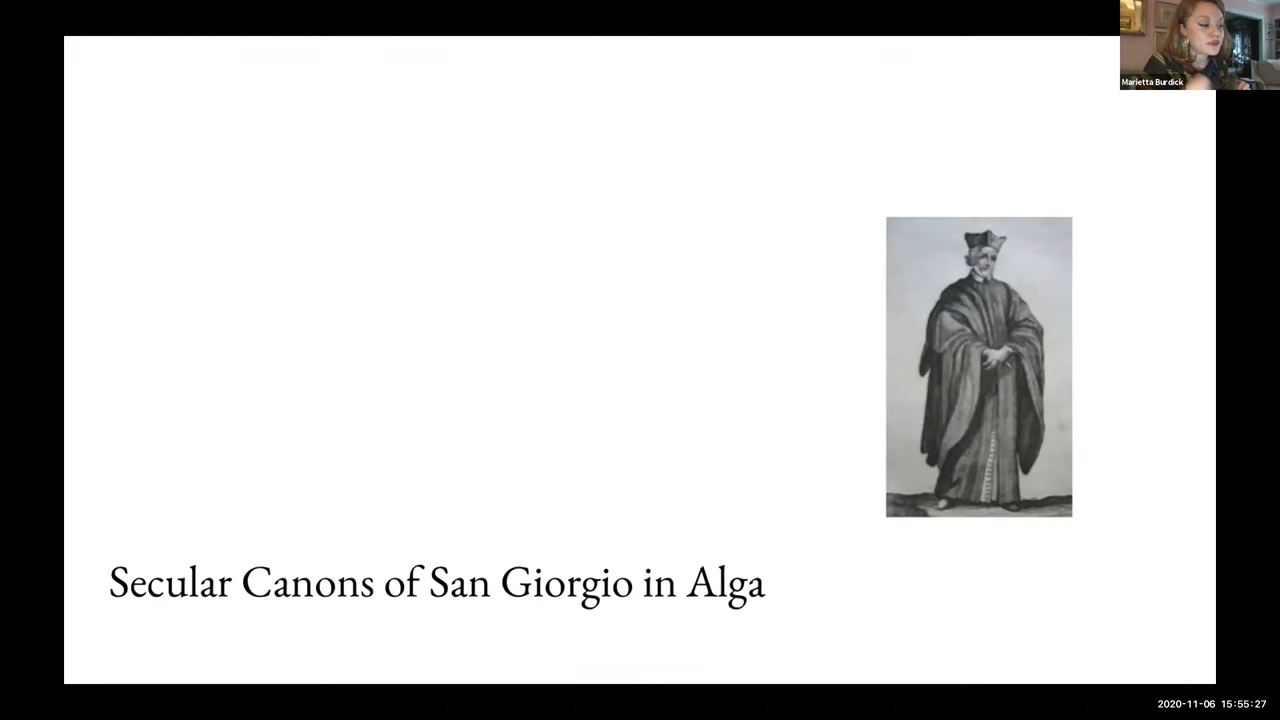 Marietta Burdick
Secular Canons of San Giorgio in Alga
2020-11-06 15:55:27